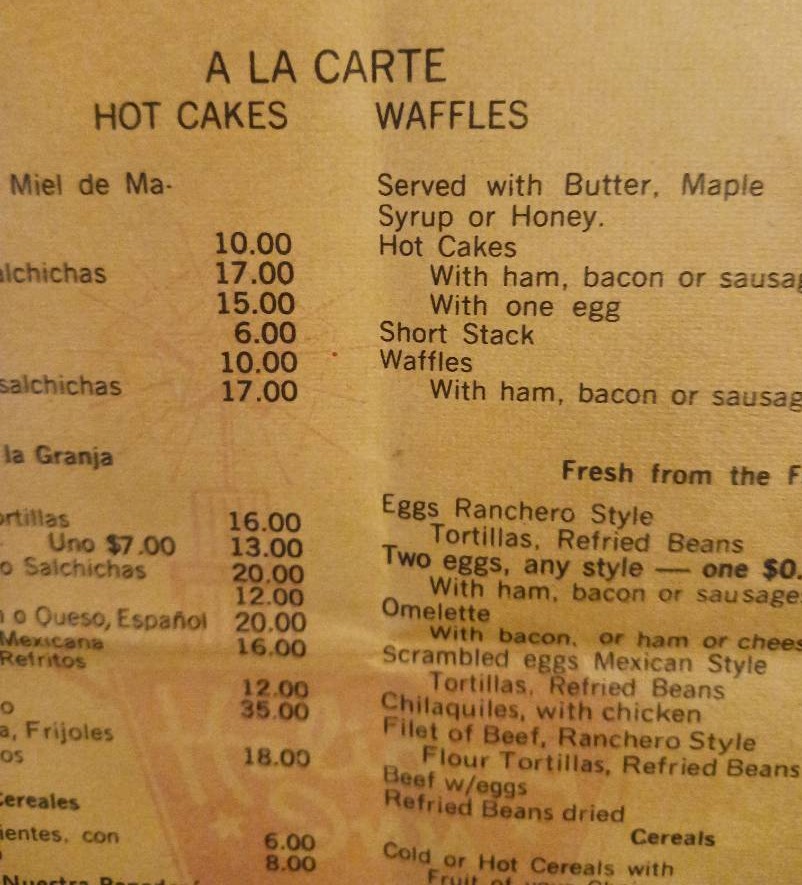 A LA CARTE
HOT CAKES WAFFLES
Miel de Ma-
10.00
alchichas 17.00
15.00
6.00
10.00
salchichas 17.00
la Granja
ortillas 16.00
Uno $7.00 13.00
o Salchichas 20.00
12.00
o Queso, Español 20.00
Mexicana 16.00
Refritos
12.00
o 35.00
a, Frijoles
os 18.00
Cereales
ientes, con 6.00
8.00
Served with Butter, Maple
Syrup or Honey.
Hot Cakes
With ham, bacon or sausag
With one egg
Short Stack
Waffles
With ham, bacon or sausag
Fresh from the F
Eggs Ranchero Style
Tortillas, Refried Beans
Two eggs, any style — one $0.
With ham, bacon or sausage
Omelette
With bacon, or ham or chees
Scrambled eggs Mexican Style
Tortillas, Refried Beans
Chilaquiles, with chicken
Filet of Beef, Ranchero Style
Flour Tortillas, Refried Beans
Beef w/eggs
Refried Beans dried
Cereals
Cold or Hot Cereals with
Fruit of